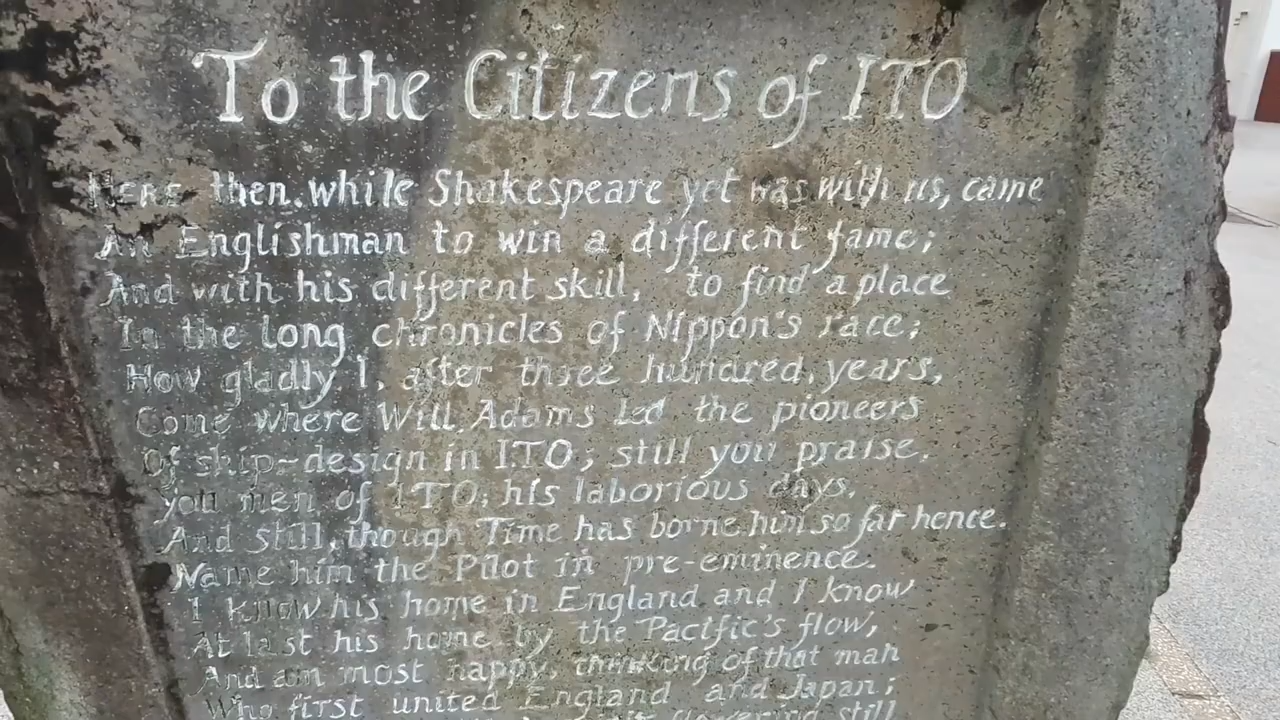 To the Citizens of ITO
HERE then. while Shakespeare yet was with us, came
An Englishman to win a different fame;
And with his different skill, to find a place
In the long chronicles of Nippon's race;
How gladly I, after three hundred, years,
Come where Will Adams Led the pioneers
Of ship-design in ITO; still you praise.
you men of ITO; his laborious days.
And still, though Time has borne him so far hence.
Name him the Pilot in pre-eminence.
I know his home in England and I know
At last his home by the Pacific's flow,
And am most happy, thinking of that man
Who first united England and Japan;
still